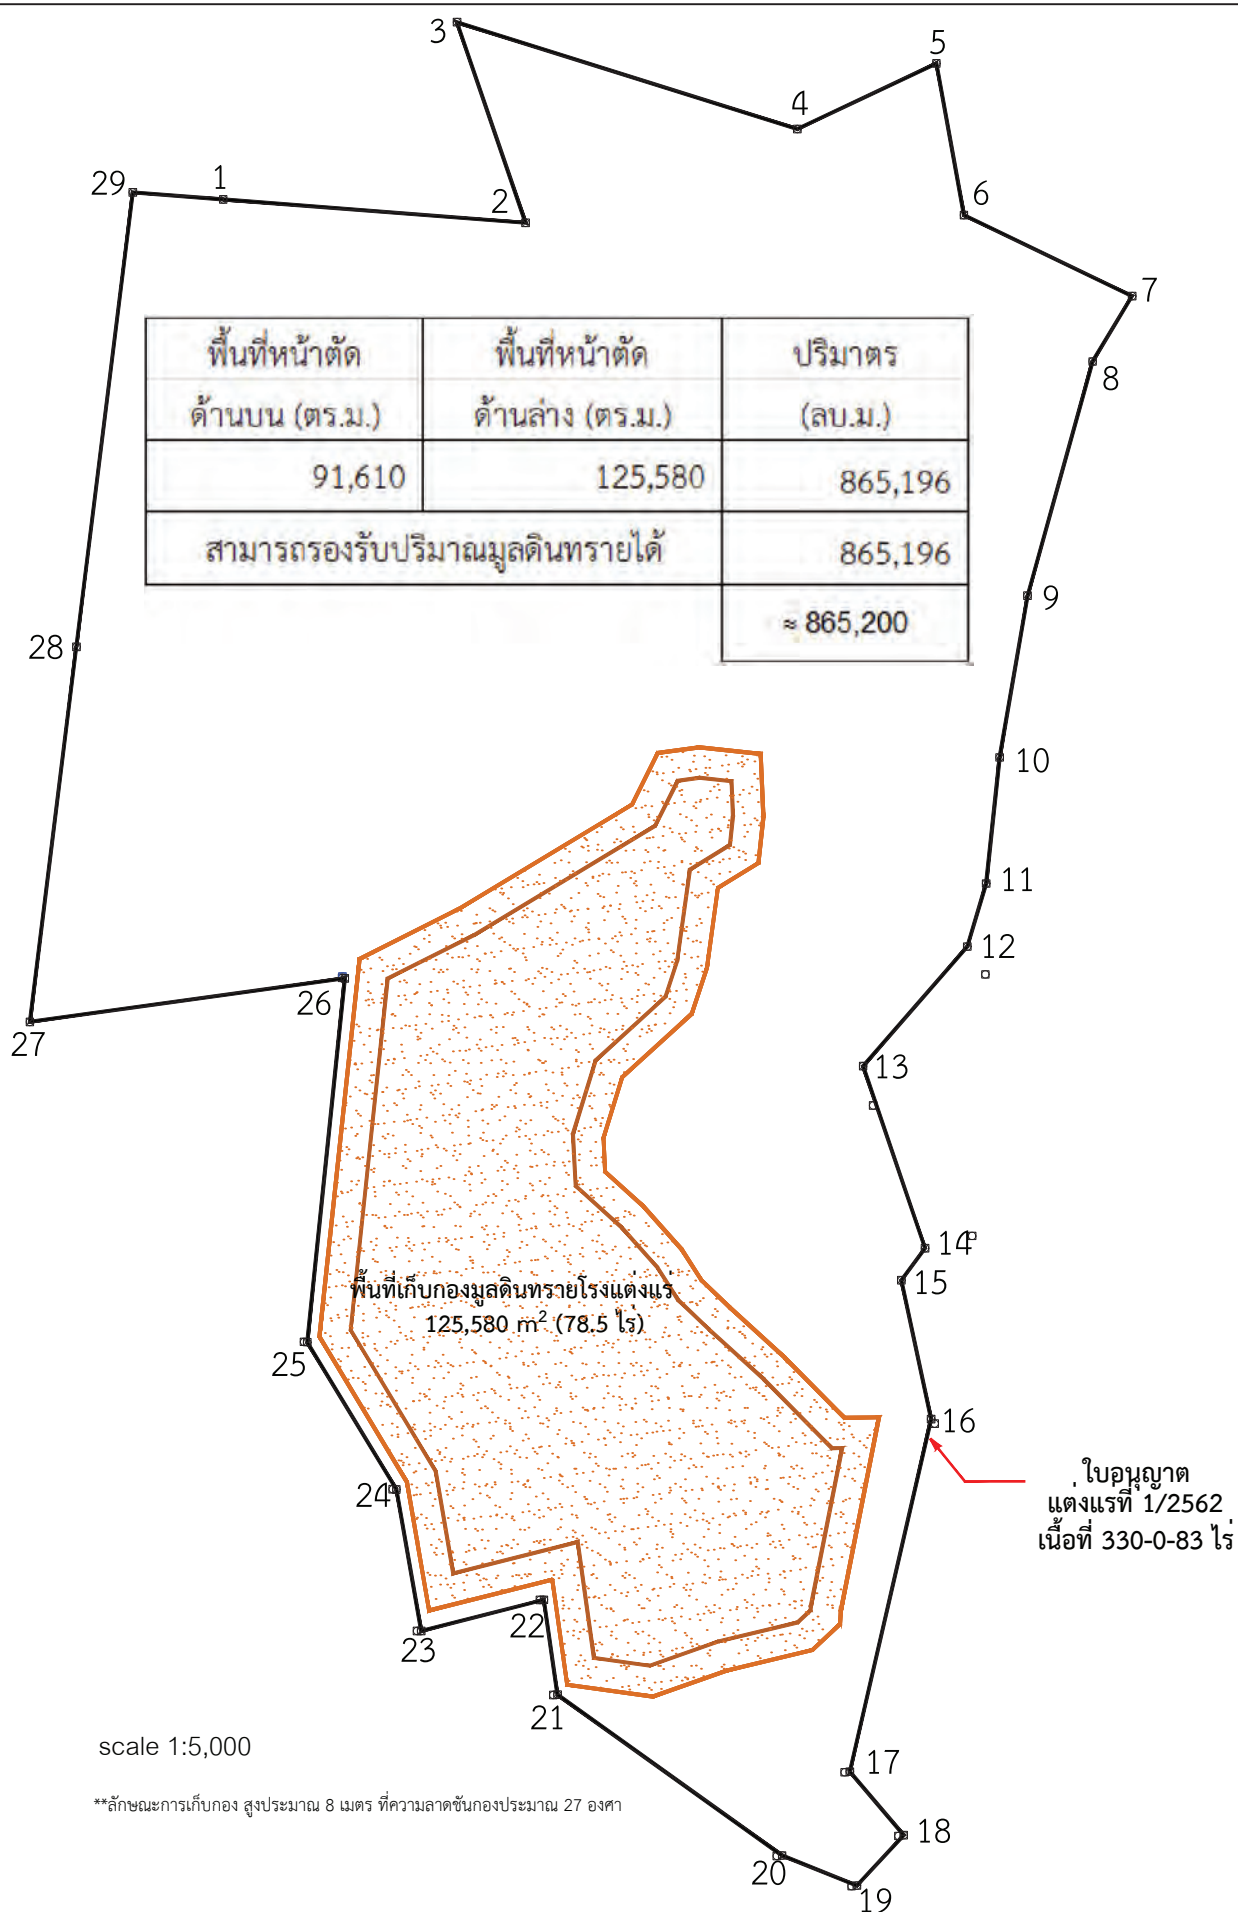 3
5
4
29
1
2
6
7
8
พื้นที่หน้าตัด พื้นที่หน้าตัด ปริมาตร
ด้านบน (ตร.ม.) ด้านล่าง (ตร.ม.) (ลบ.ม.)
91,610 125,580 865,196
สามารถรองรับปริมาณมูลดินทรายได้ 865,196
≈ 865,200
9
28
10
11
12
26
27
13
14
15
พื้นที่เก็บกองมูลดินทรายโรงแต่งแร่
125,580 m² (78.5 ไร่)
25
16
ใบอนุญาต
แต่งแร่ที่ 1/2562
เนื้อที่ 330-0-83 ไร่
24
22
23
21
scale 1:5,000
17
**ลักษณะการเก็บกอง สูงประมาณ 8 เมตร ที่ความลาดชันกองประมาณ 27 องศา
18
20
19